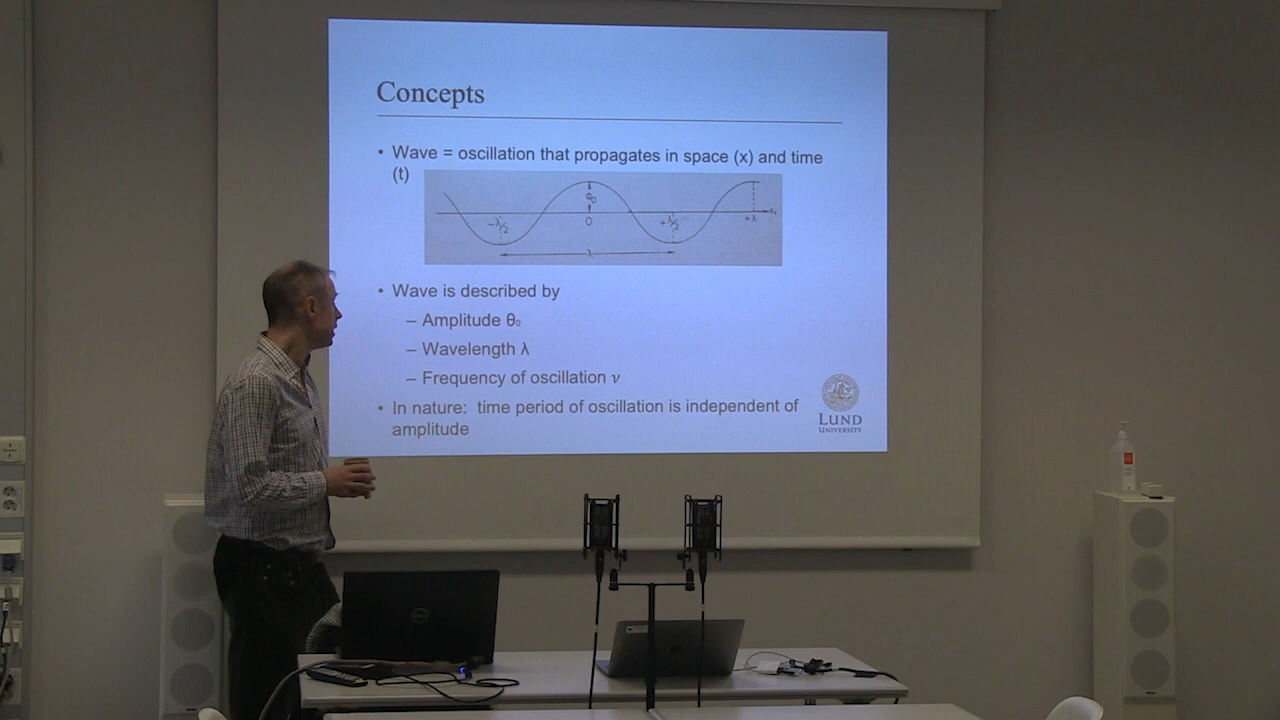 Concepts
• Wave = oscillation that propagates in space (x) and time
(t)
ϕ₀
−λ/2
0
+λ/2
+λ
λ
• Wave is described by
– Amplitude θ₀
– Wavelength λ
– Frequency of oscillation ν
• In nature: time period of oscillation is independent of
amplitude
LUND
UNIVERSITY
DELL